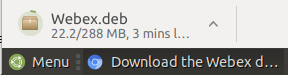 Webex.deb
22.2/288 MB, 3 mins l...
Menu
Download the Webex d...